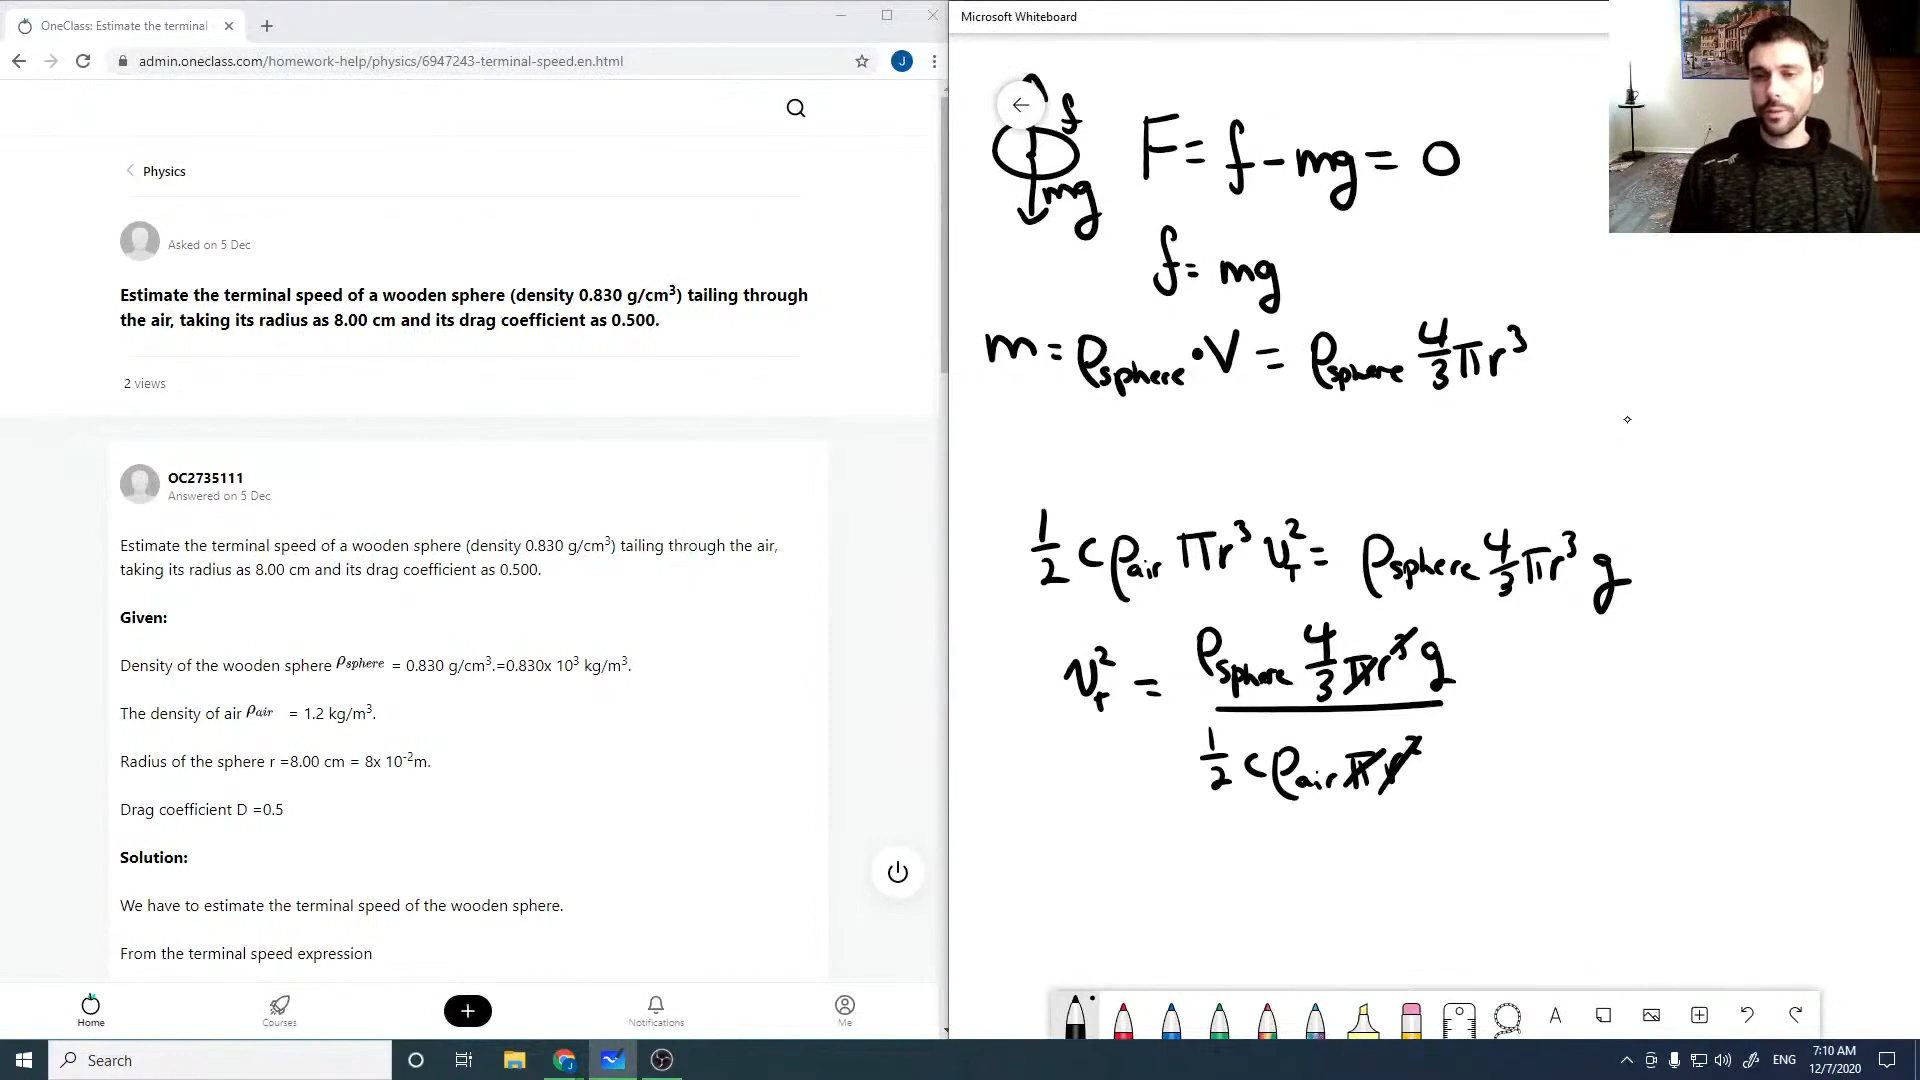 OneClass: Estimate the terminal
admin.oneclass.com/homework-help/physics/6947243-terminal-speed.en.html
J
Physics
Asked on 5 Dec
Estimate the terminal speed of a wooden sphere (density 0.830 g/cm³) tailing through
the air, taking its radius as 8.00 cm and its drag coefficient as 0.500.
2 views
OC2735111
Answered on 5 Dec
Estimate the terminal speed of a wooden sphere (density 0.830 g/cm³) tailing through the air,
taking its radius as 8.00 cm and its drag coefficient as 0.500.
Given:
Density of the wooden sphere ρsphere = 0.830 g/cm³.=0.830x 10³ kg/m³.
The density of air ρair = 1.2 kg/m³.
Radius of the sphere r =8.00 cm = 8x 10⁻²m.
Drag coefficient D =0.5
Solution:
We have to estimate the terminal speed of the wooden sphere.
From the terminal speed expression
Home
Courses
Notifications
Me
Microsoft Whiteboard
f
mg
F = f - mg = 0
f = mg
m = ρsphere · V = ρsphere 4/3 πr³
1/2 C ρair πr³ v_T² = ρsphere 4/3 πr³ g
v_T² = ρsphere 4/3 πr³ g
1/2 C ρair πr²
A
Search
J
ENG
7:10 AM
12/7/2020